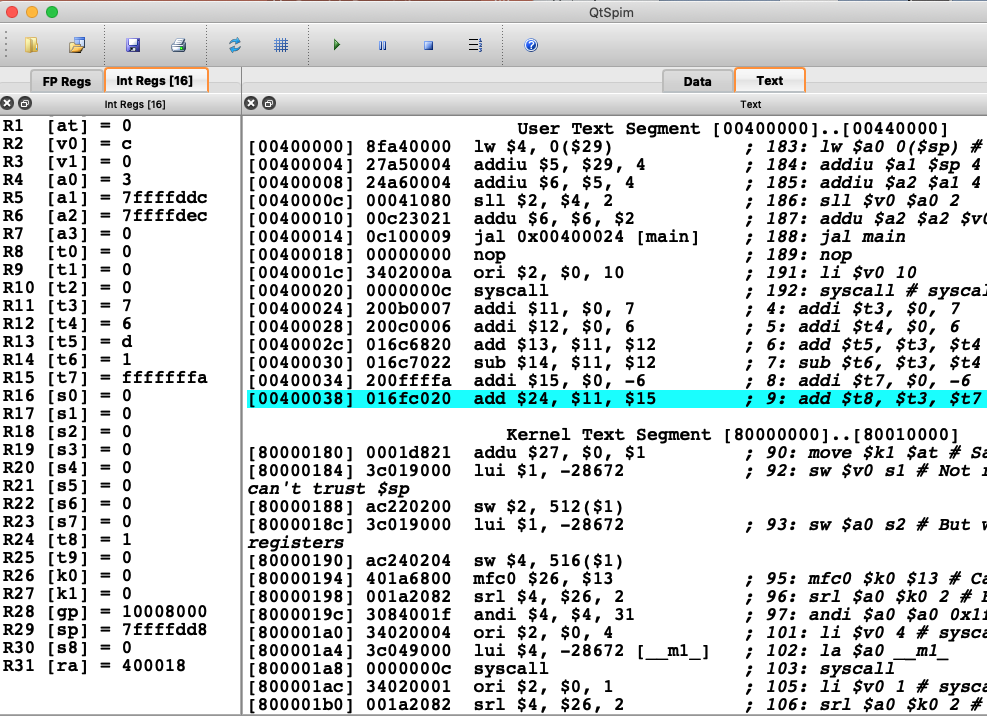 QtSpim
FP Regs
Int Regs [16]
Data
Text
Int Regs [16]
Text
R1 [at] = 0
R2 [v0] = c
R3 [v1] = 0
R4 [a0] = 3
R5 [a1] = 7ffffddc
R6 [a2] = 7ffffdec
R7 [a3] = 0
R8 [t0] = 0
R9 [t1] = 0
R10 [t2] = 0
R11 [t3] = 7
R12 [t4] = 6
R13 [t5] = d
R14 [t6] = 1
R15 [t7] = fffffffa
R16 [s0] = 0
R17 [s1] = 0
R18 [s2] = 0
R19 [s3] = 0
R20 [s4] = 0
R21 [s5] = 0
R22 [s6] = 0
R23 [s7] = 0
R24 [t8] = 1
R25 [t9] = 0
R26 [k0] = 0
R27 [k1] = 0
R28 [gp] = 10008000
R29 [sp] = 7ffffdd8
R30 [s8] = 0
R31 [ra] = 400018
User Text Segment [00400000]..[00440000]
[00400000] 8fa40000 lw $4, 0($29) ; 183: lw $a0 0($sp) #
[00400004] 27a50004 addiu $5, $29, 4 ; 184: addiu $a1 $sp 4
[00400008] 24a60004 addiu $6, $5, 4 ; 185: addiu $a2 $a1 4
[0040000c] 00041080 sll $2, $4, 2 ; 186: sll $v0 $a0 2
[00400010] 00c23021 addu $6, $6, $2 ; 187: addu $a2 $a2 $v0
[00400014] 0c100009 jal 0x00400024 [main] ; 188: jal main
[00400018] 00000000 nop ; 189: nop
[0040001c] 3402000a ori $2, $0, 10 ; 191: li $v0 10
[00400020] 0000000c syscall ; 192: syscall # syscal
[00400024] 200b0007 addi $11, $0, 7 ; 4: addi $t3, $0, 7
[00400028] 200c0006 addi $12, $0, 6 ; 5: addi $t4, $0, 6
[0040002c] 016c6820 add $13, $11, $12 ; 6: add $t5, $t3, $t4
[00400030] 016c7022 sub $14, $11, $12 ; 7: sub $t6, $t3, $t4
[00400034] 200ffffa addi $15, $0, -6 ; 8: addi $t7, $0, -6
[00400038] 016fc020 add $24, $11, $15 ; 9: add $t8, $t3, $t7
Kernel Text Segment [80000000]..[80010000]
[80000180] 0001d821 addu $27, $0, $1 ; 90: move $k1 $at # Sa
[80000184] 3c019000 lui $1, -28672 ; 92: sw $v0 s1 # Not r
can't trust $sp
[80000188] ac220200 sw $2, 512($1)
[8000018c] 3c019000 lui $1, -28672 ; 93: sw $a0 s2 # But w
registers
[80000190] ac240204 sw $4, 516($1)
[80000194] 401a6800 mfc0 $26, $13 ; 95: mfc0 $k0 $13 # Ca
[80000198] 001a2082 srl $4, $26, 2 ; 96: srl $a0 $k0 2 #
[8000019c] 3084001f andi $4, $4, 31 ; 97: andi $a0 $a0 0x1f
[800001a0] 34020004 ori $2, $0, 4 ; 101: li $v0 4 # sysca
[800001a4] 3c049000 lui $4, -28672 [__m1_] ; 102: la $a0 __m1_
[800001a8] 0000000c syscall ; 103: syscall
[800001ac] 34020001 ori $2, $0, 1 ; 105: li $v0 1 # sysca
[800001b0] 001a2082 srl $4, $26, 2 ; 106: srl $a0 $k0 2 #